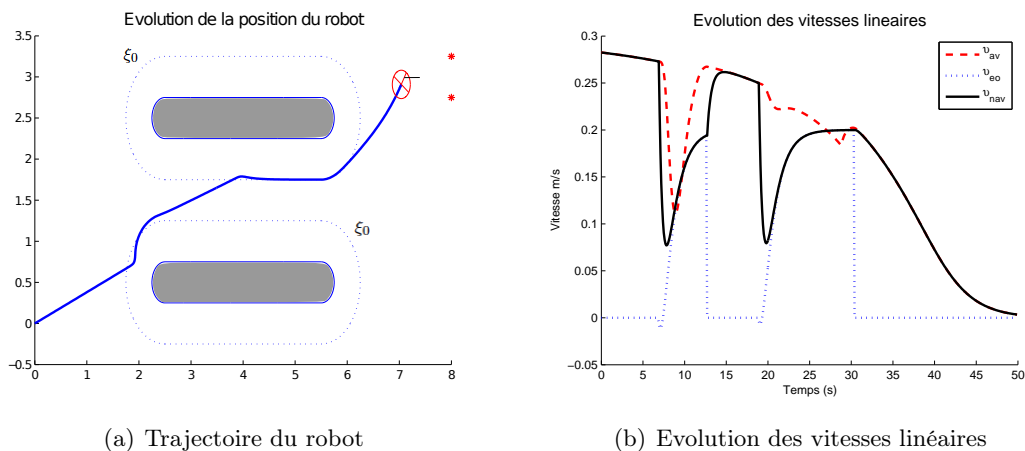 Evolution de la position du robot
3.5
3
2.5
2
1.5
1
0.5
0
−0.5
0 1 2 3 4 5 6 7 8
ξ0
ξ0
(a) Trajectoire du robot
Evolution des vitesses lineaires
0.3
0.25
0.2
0.15
0.1
0.05
0
−0.05
Vitesse m/s
0 5 10 15 20 25 30 35 40 45 50
Temps (s)
υav
υeo
υnav
(b) Evolution des vitesses linéaires